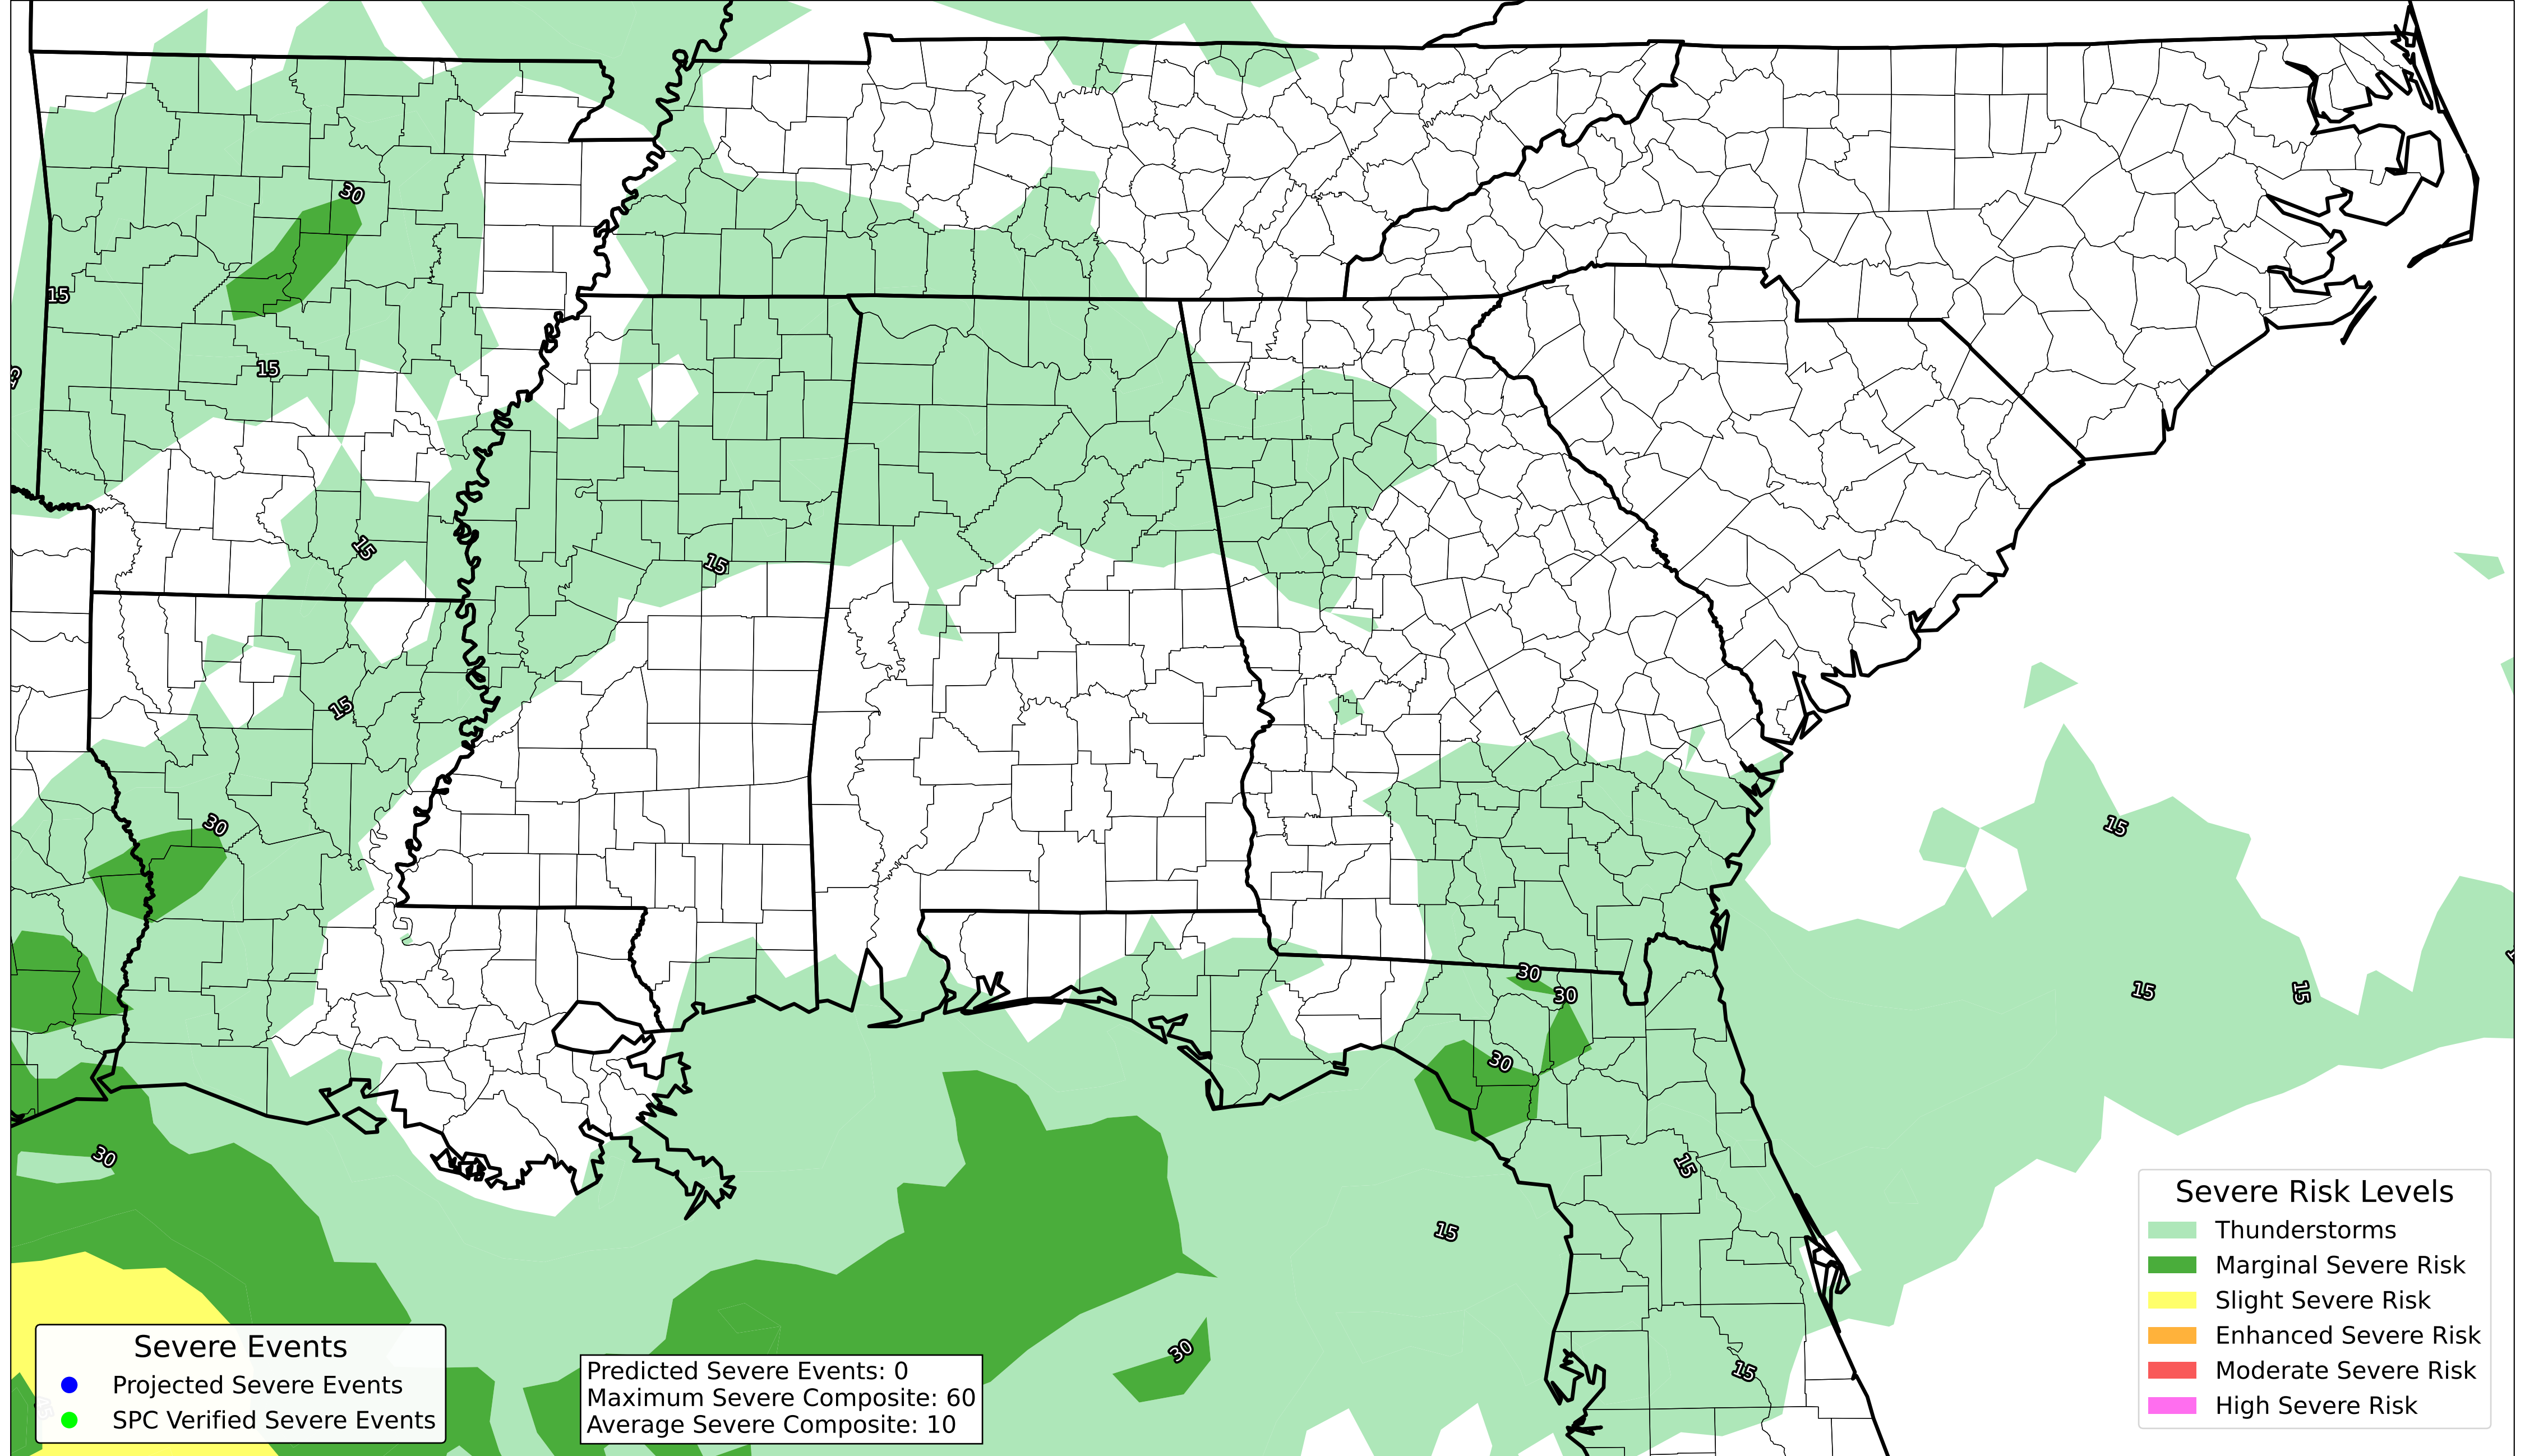 30
15
15
15
15
15
30
15
15
15
30
30
30
30
15
15
30
15
Severe Risk Levels
Thunderstorms
Marginal Severe Risk
Slight Severe Risk
Enhanced Severe Risk
Moderate Severe Risk
High Severe Risk
Severe Events
Projected Severe Events
SPC Verified Severe Events
Predicted Severe Events: 0
Maximum Severe Composite: 60
Average Severe Composite: 10